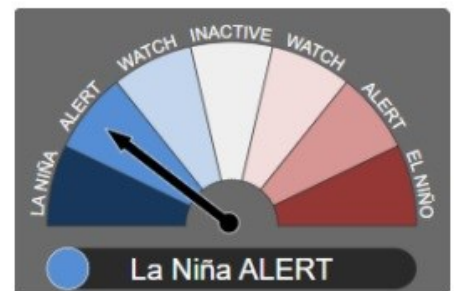 LA NIÑA
ALERT
WATCH
INACTIVE
WATCH
ALERT
EL NIÑO
La Niña ALERT